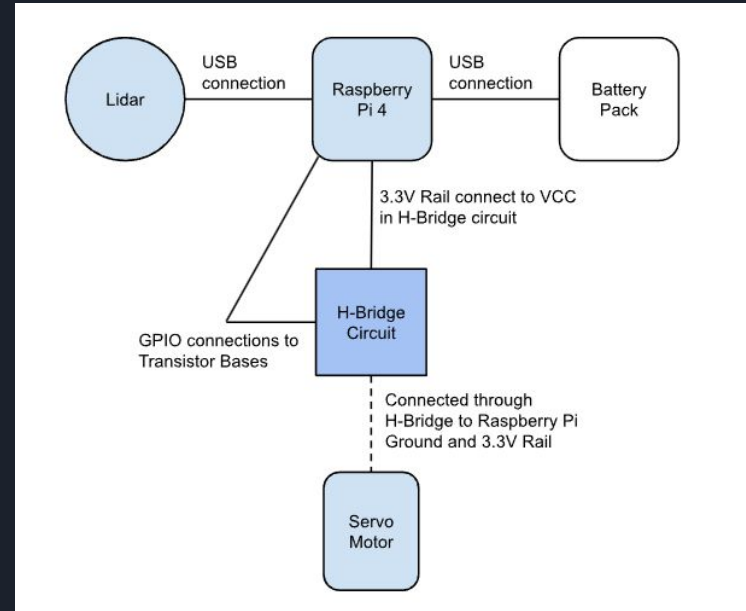 USB
connection
USB
connection
Lidar
Raspberry
Pi 4
Battery
Pack
3.3V Rail connect to VCC
in H-Bridge circuit
H-Bridge
Circuit
GPIO connections to
Transistor Bases
Connected through
H-Bridge to Raspberry Pi
Ground and 3.3V Rail
Servo
Motor